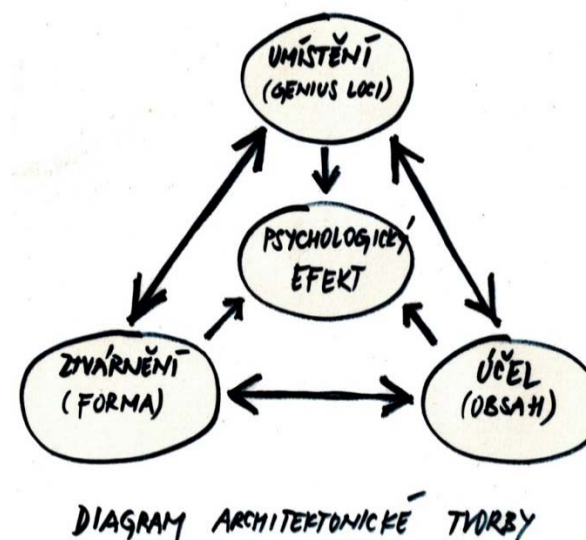 UMÍSTĚNÍ
(GENIUS LOCI)
PSYCHOLOGICKÝ
EFEKT
ZTVÁRNĚNÍ
(FORMA)
ÚČEL
(OBSAH)
DIAGRAM ARCHITEKTONICKÉ TVORBY